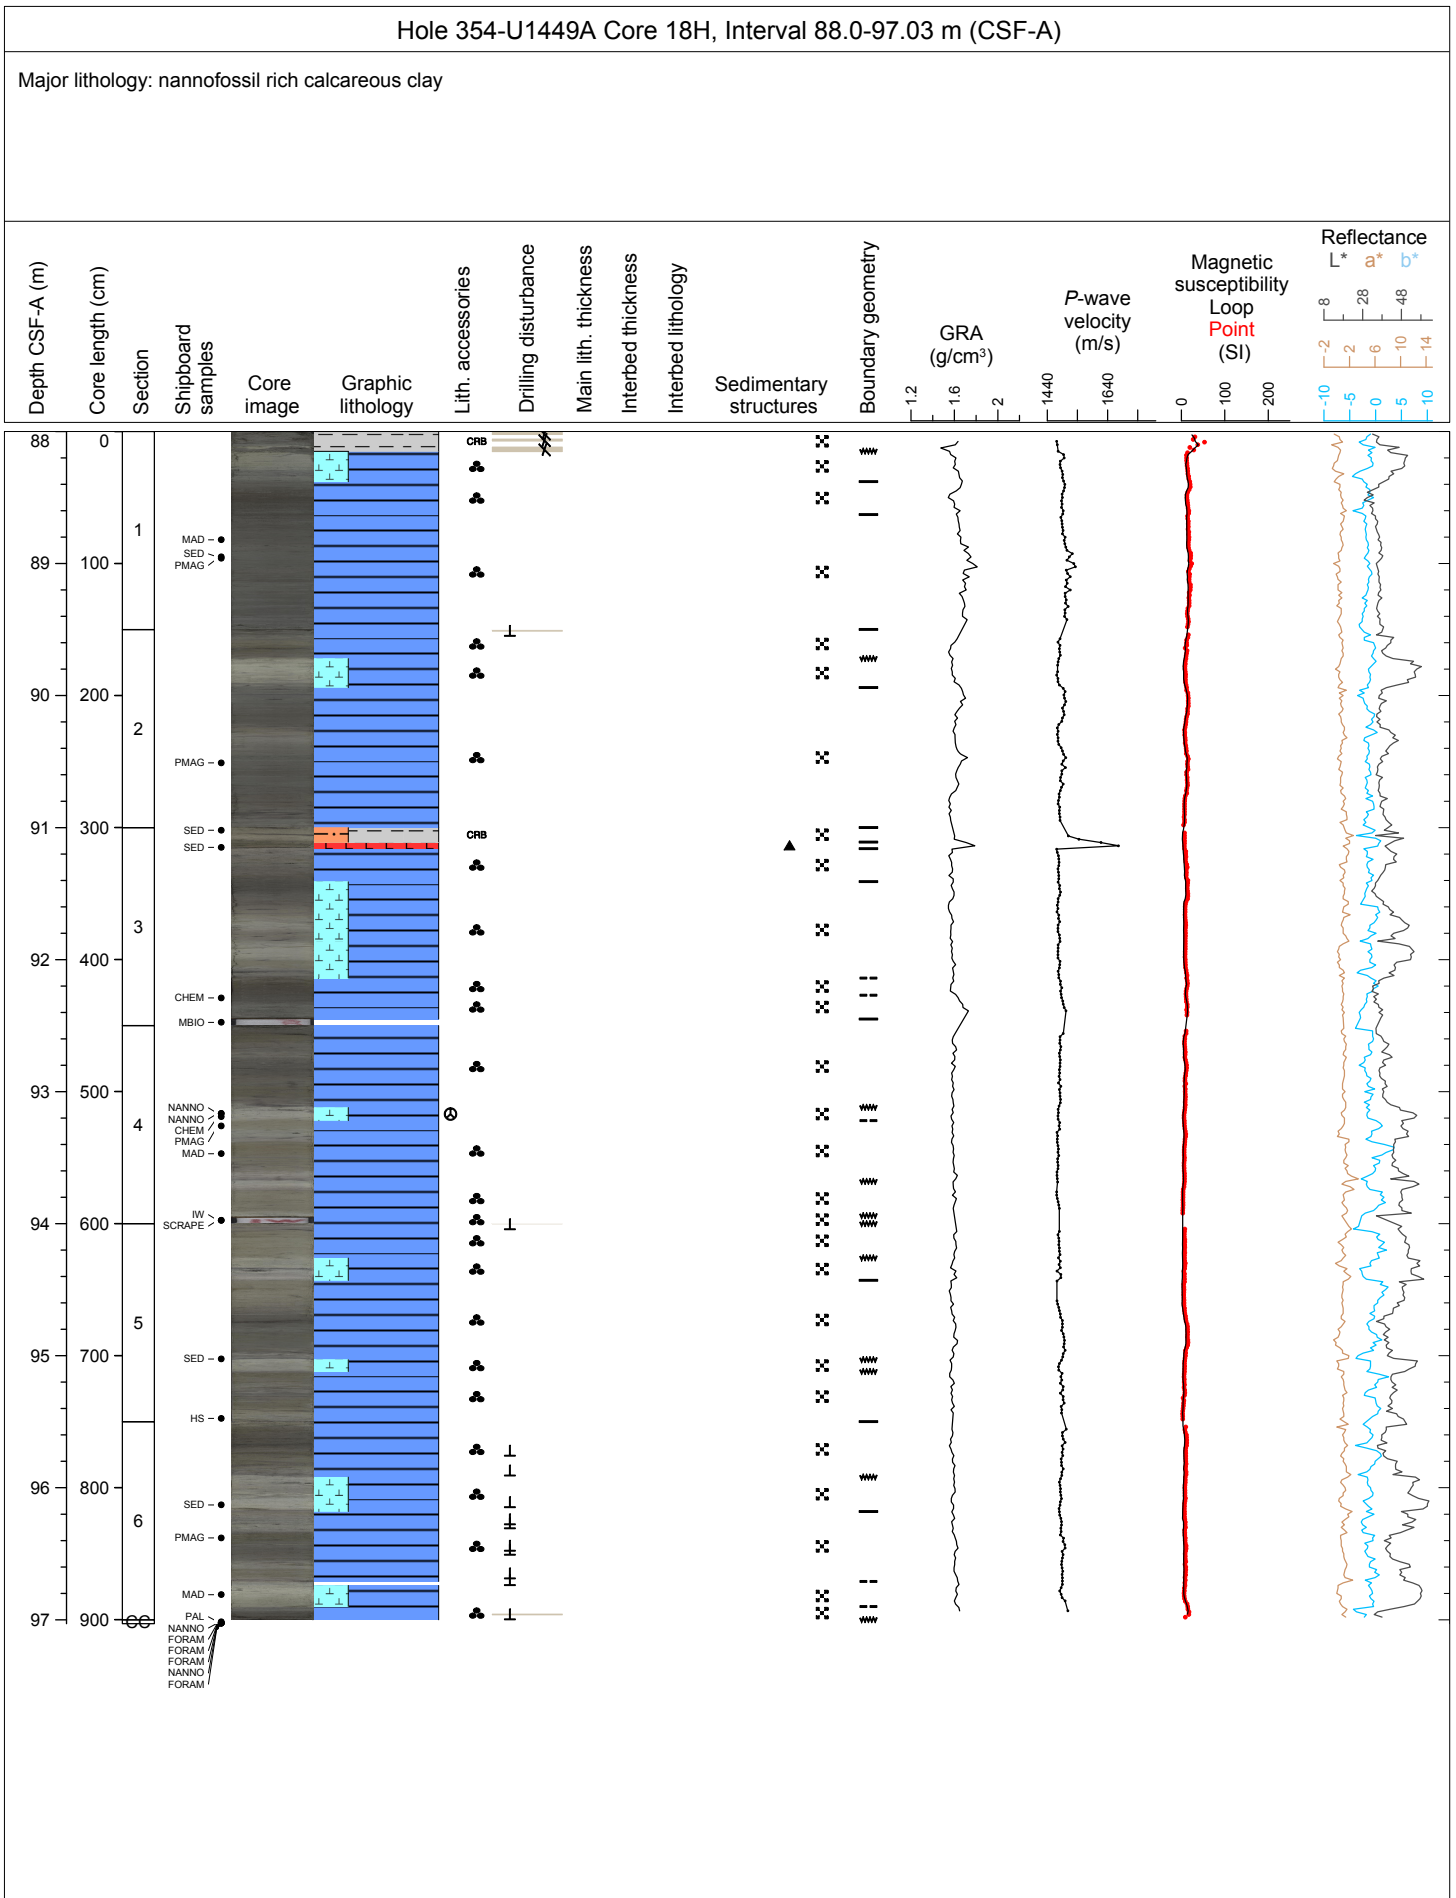 Hole 354-U1449A Core 18H, Interval 88.0-97.03 m (CSF-A)
Major lithology: nannofossil rich calcareous clay
Depth CSF-A (m)
Core length (cm)
Section
Shipboard
samples
Core
image
Graphic
lithology
Lith. accessories
Drilling disturbance
Main lith. thickness
Interbed thickness
Interbed lithology
Sedimentary
structures
Boundary geometry
GRA
(g/cm³)
1.2 1.6 2
P-wave
velocity
(m/s)
1440 1640
Magnetic
susceptibility
Loop
Point
(SI)
0 100 200
Reflectance
L* a* b*
8 28 48
-2 2 6 10 14
-10 -5 0 5 10
88 0
CRB
1
MAD
SED
PMAG
89 100
90 200
2
PMAG
91 300
SED
CRB
SED
3
92 400
CHEM
MBIO
93 500
NANNO
NANNO
CHEM
PMAG
MAD
4
IW
SCRAPE
94 600
5
95 700
SED
HS
96 800
SED
6
PMAG
MAD
97 900
CC
PAL
NANNO
FORAM
FORAM
FORAM
NANNO
FORAM